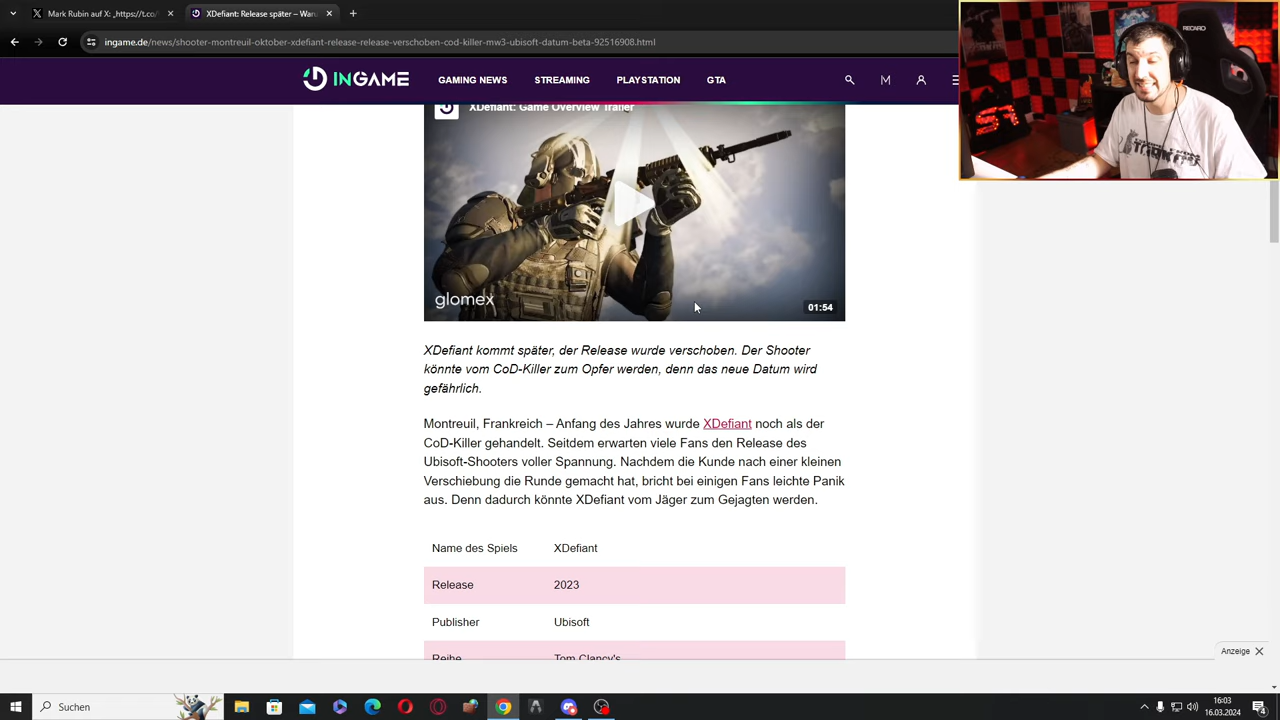 Mark Rubin auf X: „https://t.co/
XDefiant: Release später – Waru
ingame.de/news/shooter-montreuil-oktober-xdefiant-release-release-verschoben-cod-killer-mw3-ubisoft-datum-beta-92516908.html
INGAME
GAMING NEWS
STREAMING
PLAYSTATION
GTA
M
RECARO
TARKOV
XDefiant: Game Overview Trailer
glomex
01:54
XDefiant kommt später, der Release wurde verschoben. Der Shooter
könnte vom CoD-Killer zum Opfer werden, denn das neue Datum wird
gefährlich.
Montreuil, Frankreich – Anfang des Jahres wurde XDefiant noch als der
CoD-Killer gehandelt. Seitdem erwarten viele Fans den Release des
Ubisoft-Shooters voller Spannung. Nachdem die Kunde nach einer kleinen
Verschiebung die Runde gemacht hat, bricht bei einigen Fans leichte Panik
aus. Denn dadurch könnte XDefiant vom Jäger zum Gejagten werden.
Name des Spiels XDefiant
Release 2023
Publisher Ubisoft
Reihe Tom Clancy's
Anzeige
Suchen
16:03
16.03.2024
4